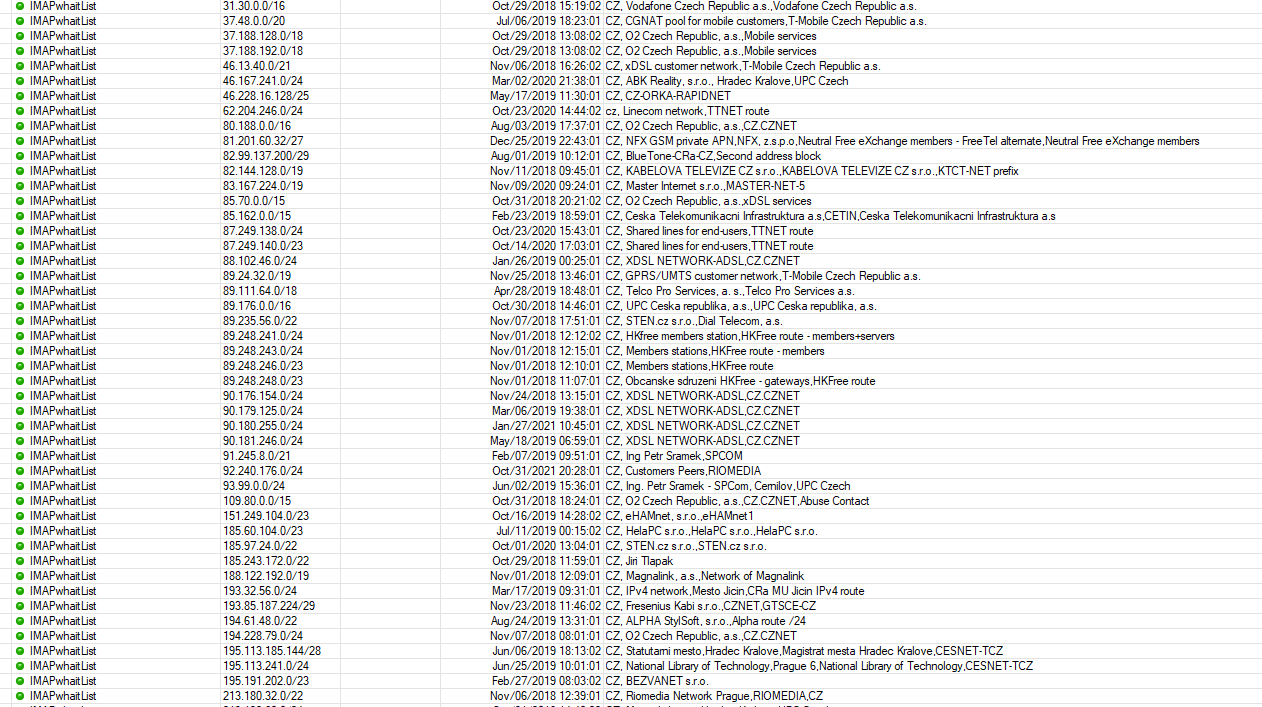 IMAPwhaitList 31.30.0.0/16 Oct/29/2018 15:19:02 CZ, Vodafone Czech Republic a.s.,Vodafone Czech Republic a.s.
IMAPwhaitList 37.48.0.0/20 Jul/06/2019 18:23:01 CZ, CGNAT pool for mobile customers,T-Mobile Czech Republic a.s.
IMAPwhaitList 37.188.128.0/18 Oct/29/2018 13:08:02 CZ, O2 Czech Republic, a.s.,Mobile services
IMAPwhaitList 37.188.192.0/18 Oct/29/2018 13:08:02 CZ, O2 Czech Republic, a.s.,Mobile services
IMAPwhaitList 46.13.40.0/21 Nov/06/2018 16:26:02 CZ, xDSL customer network,T-Mobile Czech Republic a.s.
IMAPwhaitList 46.167.241.0/24 Mar/02/2020 21:38:01 CZ, ABK Reality, s.r.o., Hradec Kralove,UPC Czech
IMAPwhaitList 46.228.16.128/25 May/17/2019 11:30:01 CZ, CZ-ORKA-RAPIDNET
IMAPwhaitList 62.204.246.0/24 Oct/23/2020 14:44:02 cz, Linecom network,TTNET route
IMAPwhaitList 80.188.0.0/16 Aug/03/2019 17:37:01 CZ, O2 Czech Republic, a.s.,CZ.CZNET
IMAPwhaitList 81.201.60.32/27 Dec/25/2019 22:43:01 CZ, NFX GSM private APN,NFX, z.s.p.o,Neutral Free eXchange members - FreeTel alternate,Neutral Free eXchange members
IMAPwhaitList 82.99.137.200/29 Aug/01/2019 10:12:01 CZ, BlueTone-CRa-CZ,Second address block
IMAPwhaitList 82.144.128.0/19 Nov/11/2018 09:45:01 CZ, KABELOVA TELEVIZE CZ s.r.o.,KABELOVA TELEVIZE CZ s.r.o.,KTCT-NET prefix
IMAPwhaitList 83.167.224.0/19 Nov/09/2020 09:24:01 CZ, Master Internet s.r.o.,MASTER-NET-5
IMAPwhaitList 85.70.0.0/15 Oct/31/2018 20:21:02 CZ, O2 Czech Republic, a.s.,xDSL services
IMAPwhaitList 85.162.0.0/15 Feb/23/2019 18:59:01 CZ, Ceska Telekomunikacni Infrastruktura a.s,CETIN,Ceska Telekomunikacni Infrastruktura a.s
IMAPwhaitList 87.249.138.0/24 Oct/23/2020 15:43:01 CZ, Shared lines for end-users,TTNET route
IMAPwhaitList 87.249.140.0/23 Oct/14/2020 17:03:01 CZ, Shared lines for end-users,TTNET route
IMAPwhaitList 88.102.46.0/24 Jan/26/2019 00:25:01 CZ, XDSL NETWORK-ADSL,CZ.CZNET
IMAPwhaitList 89.24.32.0/19 Nov/25/2018 13:46:01 CZ, GPRS/UMTS customer network,T-Mobile Czech Republic a.s.
IMAPwhaitList 89.111.64.0/18 Apr/28/2019 18:48:01 CZ, Telco Pro Services, a. s.,Telco Pro Services a.s.
IMAPwhaitList 89.176.0.0/16 Oct/30/2018 14:46:01 CZ, UPC Ceska republika, a.s.,UPC Ceska republika, a.s.
IMAPwhaitList 89.235.56.0/22 Nov/07/2018 17:51:01 CZ, STEN.cz s.r.o.,Dial Telecom, a.s.
IMAPwhaitList 89.248.241.0/24 Nov/01/2018 12:12:02 CZ, HKfree members station,HKFree route - members+servers
IMAPwhaitList 89.248.243.0/24 Nov/01/2018 12:15:01 CZ, Members stations,HKFree route - members
IMAPwhaitList 89.248.246.0/23 Nov/01/2018 12:10:01 CZ, Members stations,HKFree route
IMAPwhaitList 89.248.248.0/23 Nov/01/2018 11:07:01 CZ, Obcanske sdruzeni HKFree - gateways,HKFree route
IMAPwhaitList 90.176.154.0/24 Nov/24/2018 13:15:01 CZ, XDSL NETWORK-ADSL,CZ.CZNET
IMAPwhaitList 90.179.125.0/24 Mar/06/2019 19:38:01 CZ, XDSL NETWORK-ADSL,CZ.CZNET
IMAPwhaitList 90.180.255.0/24 Jan/27/2021 10:45:01 CZ, XDSL NETWORK-ADSL,CZ.CZNET
IMAPwhaitList 90.181.246.0/24 May/18/2019 06:59:01 CZ, XDSL NETWORK-ADSL,CZ.CZNET
IMAPwhaitList 91.245.8.0/21 Feb/07/2019 09:51:01 CZ, Ing Petr Sramek,SPCOM
IMAPwhaitList 92.240.176.0/24 Oct/31/2021 20:28:01 CZ, Customers Peers,RIOMEDIA
IMAPwhaitList 93.99.0.0/24 Jun/02/2019 15:36:01 CZ, Ing. Petr Sramek - SPCom, Cernilov,UPC Czech
IMAPwhaitList 109.80.0.0/15 Oct/31/2018 18:24:01 CZ, O2 Czech Republic, a.s.,CZ.CZNET,Abuse Contact
IMAPwhaitList 151.249.104.0/23 Oct/16/2019 14:28:02 CZ, eHAMnet, s.r.o.,eHAMnet1
IMAPwhaitList 185.60.104.0/23 Jul/11/2019 00:15:02 CZ, HelaPC s.r.o.,HelaPC s.r.o.,HelaPC s.r.o.
IMAPwhaitList 185.97.24.0/22 Oct/01/2020 13:04:01 CZ, STEN.cz s.r.o.,STEN.cz s.r.o.
IMAPwhaitList 185.243.172.0/22 Oct/29/2018 11:59:01 CZ, Jiri Tlapak
IMAPwhaitList 188.122.192.0/19 Nov/01/2018 12:09:01 CZ, Magnalink, a.s.,Network of Magnalink
IMAPwhaitList 193.32.56.0/24 Mar/17/2019 09:31:01 CZ, IPv4 network,Mesto Jicin,CRa MU Jicin IPv4 route
IMAPwhaitList 193.85.187.224/29 Nov/23/2018 11:46:02 CZ, Fresenius Kabi s.r.o.,CZNET,GTSCE-CZ
IMAPwhaitList 194.61.48.0/22 Aug/24/2019 13:31:01 CZ, ALPHA StylSoft, s.r.o.,Alpha route /24
IMAPwhaitList 194.228.79.0/24 Nov/07/2018 08:01:01 CZ, O2 Czech Republic, a.s.,CZ.CZNET
IMAPwhaitList 195.113.185.144/28 Jun/06/2019 18:13:02 CZ, Statutarni mesto,Hradec Kralove,Magistrat mesta Hradec Kralove,CESNET-TCZ
IMAPwhaitList 195.113.241.0/24 Jun/25/2019 10:01:01 CZ, National Library of Technology,Prague 6,National Library of Technology,CESNET-TCZ
IMAPwhaitList 195.191.202.0/23 Feb/27/2019 08:03:02 CZ, BEZVANET s.r.o.
IMAPwhaitList 213.180.32.0/22 Nov/06/2018 12:39:01 CZ, Riomedia Network Prague,RIOMEDIA,CZ